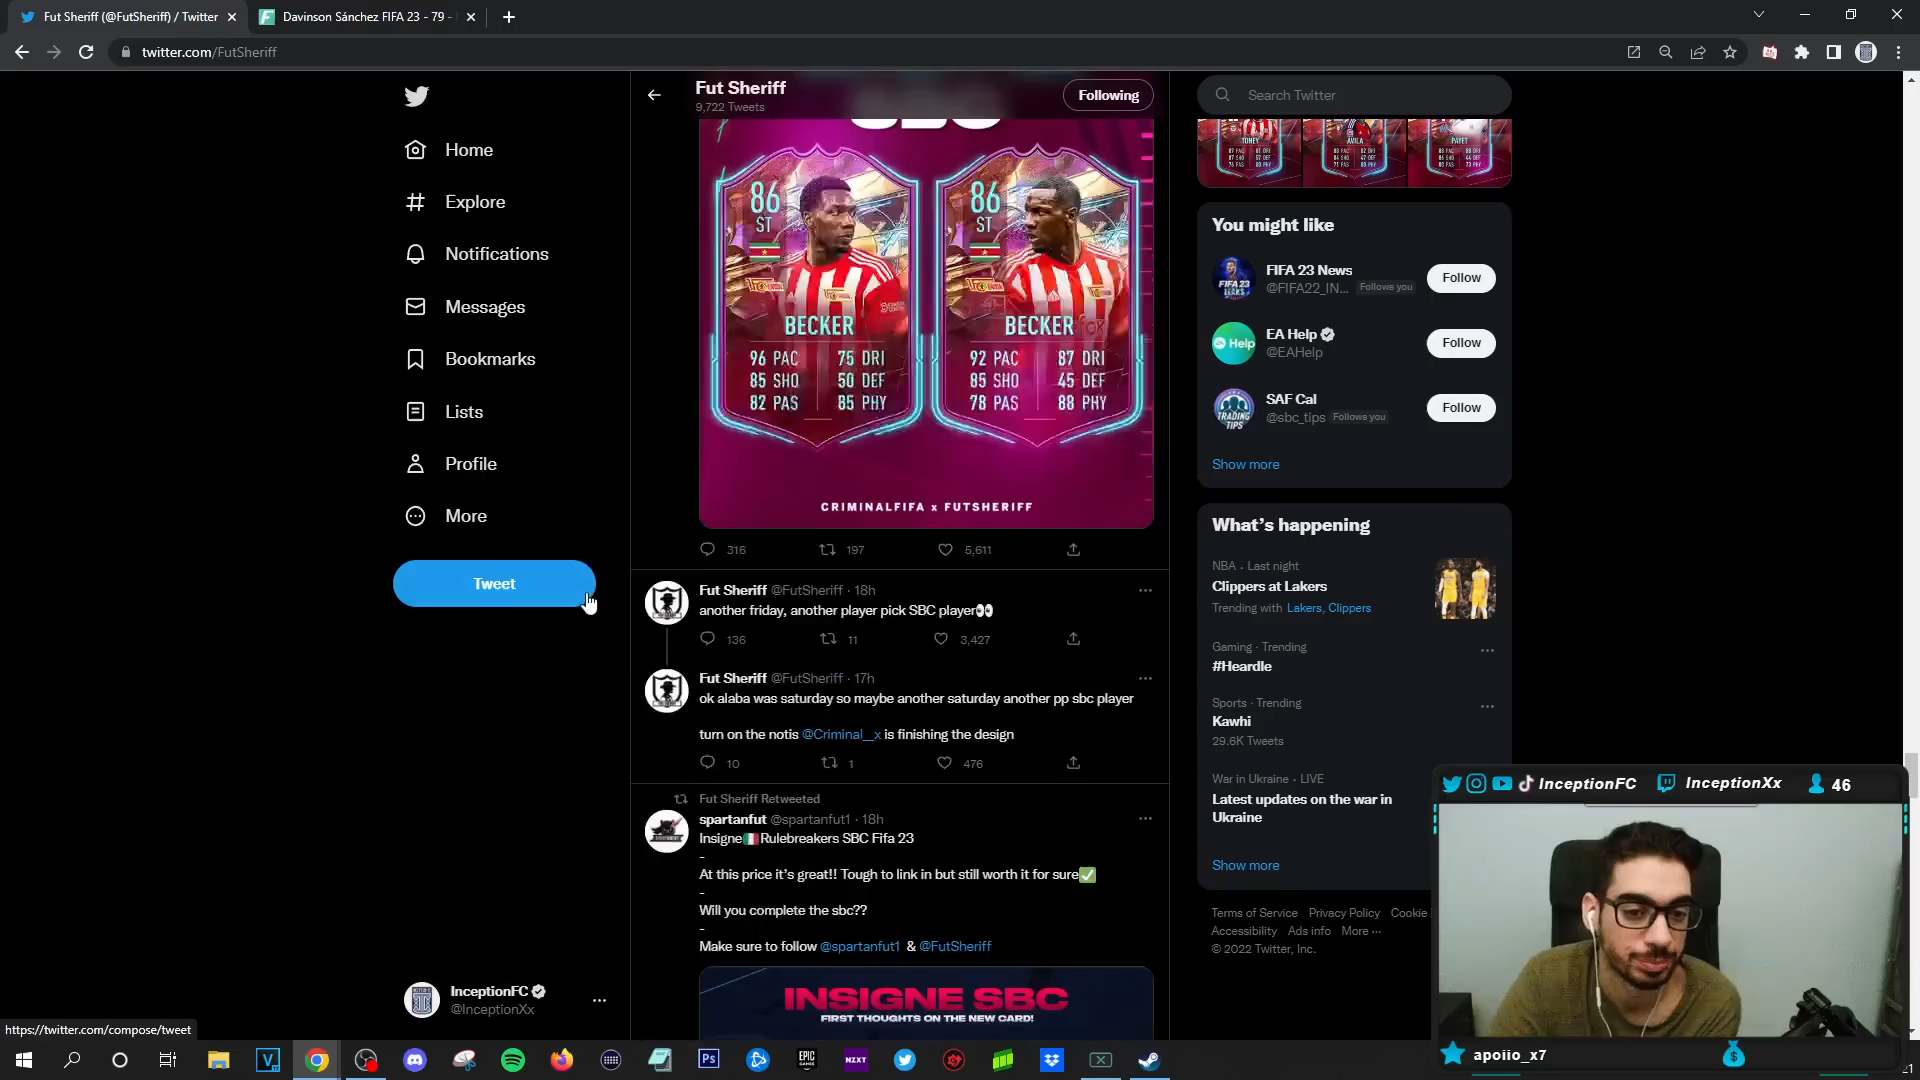 Fut Sheriff (@FutSheriff) / Twitter
Davinson Sánchez FIFA 23 - 79 -
twitter.com/FutSheriff
Home
Explore
Notifications
Messages
Bookmarks
Lists
Profile
More
Tweet
InceptionFC
@InceptionXx
https://twitter.com/compose/tweet
Fut Sheriff
9,722 Tweets
Following
86
ST
BECKER
96 PAC 75 DRI
85 SHO 50 DEF
82 PAS 85 PHY
86
ST
BECKER
92 PAC 87 DRI
85 SHO 45 DEF
78 PAS 88 PHY
CRIMINALFIFA x FUTSHERIFF
316 197 5,611
Fut Sheriff @FutSheriff · 18h
another friday, another player pick SBC player👀
136 11 3,427
Fut Sheriff @FutSheriff · 17h
ok alaba was saturday so maybe another saturday another pp sbc player
turn on the notis @Criminal__x is finishing the design
10 1 476
Fut Sheriff Retweeted
spartanfut @spartanfut1 · 18h
Insigne🇮🇹Rulebreakers SBC Fifa 23
-
At this price it's great!! Tough to link in but still worth it for sure✅
-
Will you complete the sbc??
-
Make sure to follow @spartanfut1 & @FutSheriff
INSIGNE SBC
FIRST THOUGHTS ON THE NEW CARD!
Search Twitter
TONEY
AVILA
PAYET
You might like
FIFA 23 News
@FIFA22_IN... Follows you
Follow
EA Help
@EAHelp
Follow
SAF Cal
@sbc_tips Follows you
Follow
Show more
What's happening
NBA · Last night
Clippers at Lakers
Trending with Lakers, Clippers
Gaming · Trending
#Heardle
Sports · Trending
Kawhi
29.6K Tweets
War in Ukraine · LIVE
Latest updates on the war in
Ukraine
Show more
Terms of Service Privacy Policy Cookie
Accessibility Ads info More ···
© 2022 Twitter, Inc.
InceptionFC InceptionXx 46
apoiio_x7